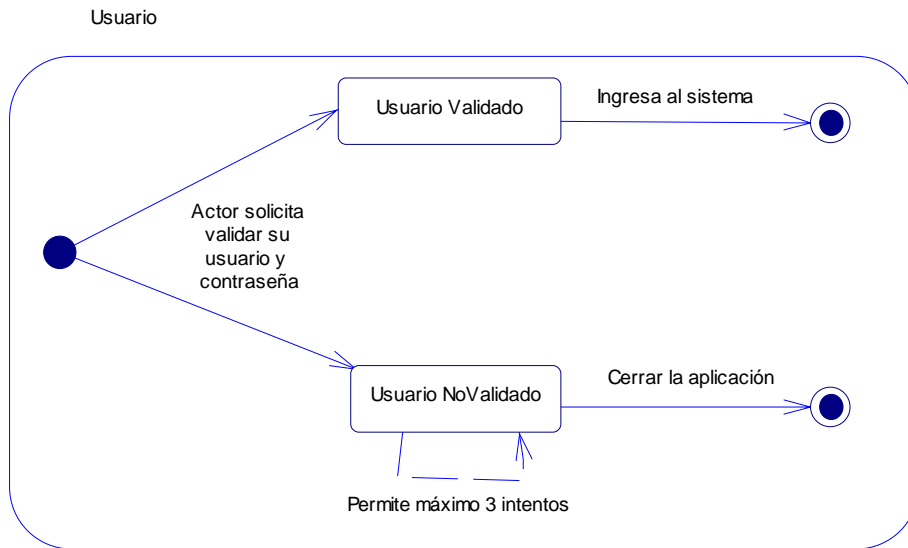 Usuario
Usuario Validado
Ingresa al sistema
Actor solicita
validar su
usuario y
contraseña
Usuario NoValidado
Cerrar la aplicación
Permite máximo 3 intentos